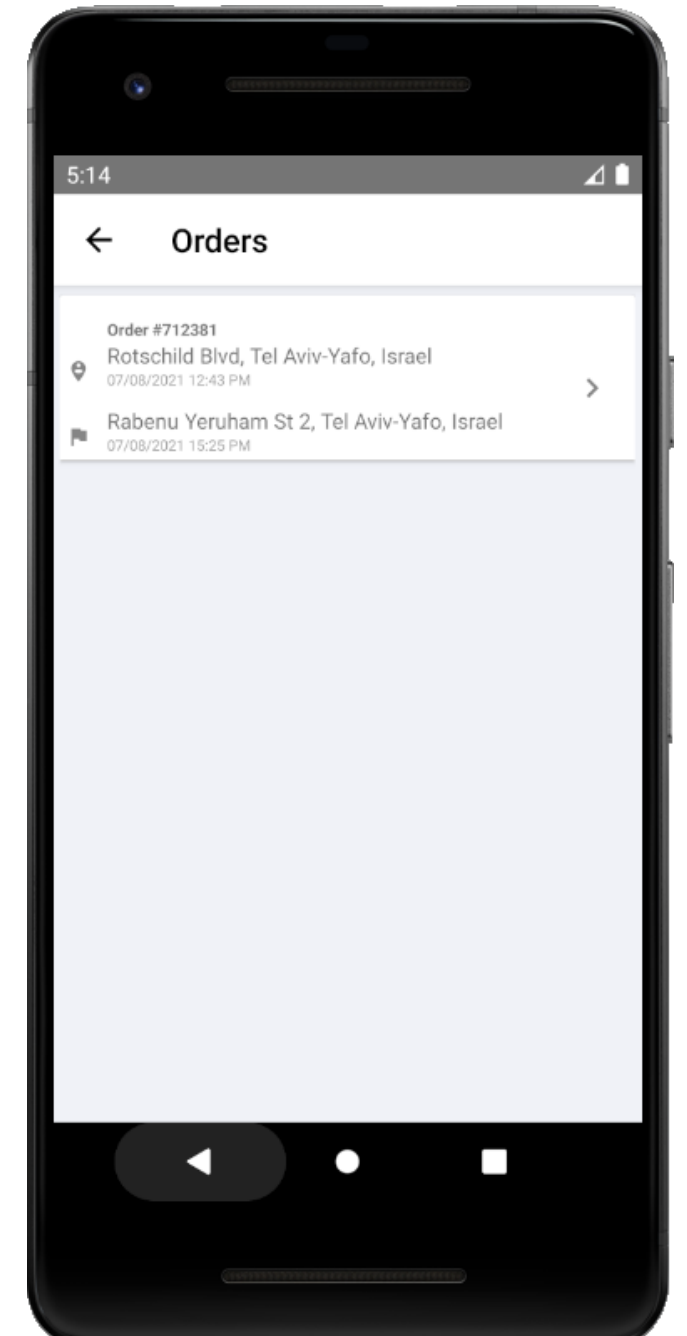 5:14
Orders
Order #712381
Rotschild Blvd, Tel Aviv-Yafo, Israel
07/08/2021 12:43 PM
Rabenu Yeruham St 2, Tel Aviv-Yafo, Israel
07/08/2021 15:25 PM